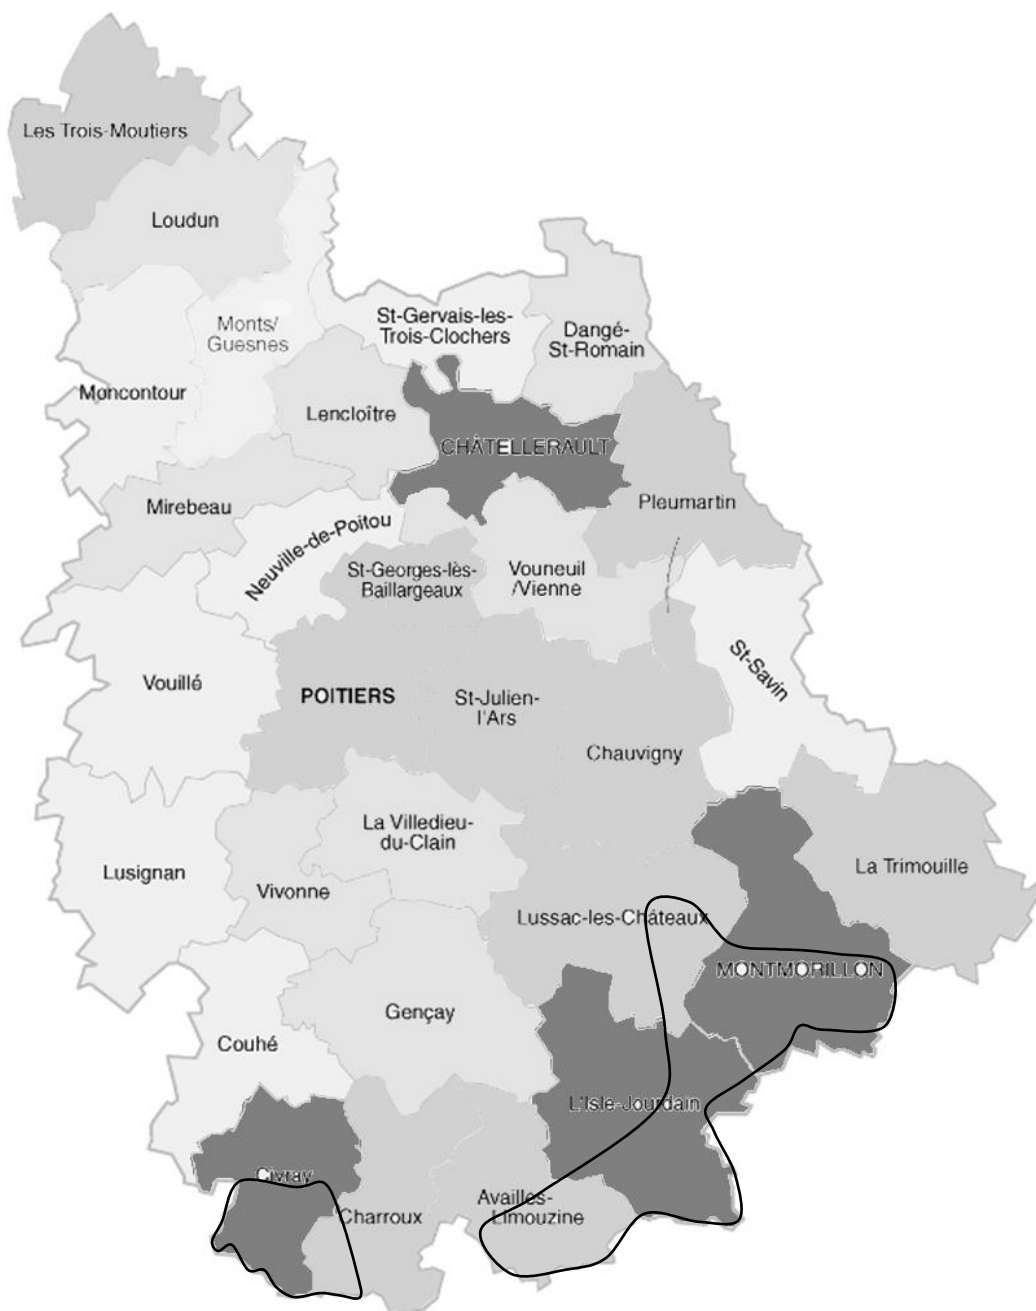 Les Trois-Moutiers
Loudun
St-Gervais-les-
Trois-Clochers
Monts/
Guesnes
Dangé-
St-Romain
Moncontour
Lencloître
CHÂTELLERAULT
Mirebeau
Pleumartin
Neuville-de-Poitou
St-Georges-lès-
Baillargeaux
Vouneuil
/Vienne
St-Savin
Vouillé
POITIERS
St-Julien-
l'Ars
Chauvigny
La Villedieu-
du-Clain
La Trimouille
Lusignan
Vivonne
Lussac-les-Châteaux
MONTMORILLON
Gençay
Couhé
L'Isle-Jourdain
Civray
Availles-
Limouzine
Charroux